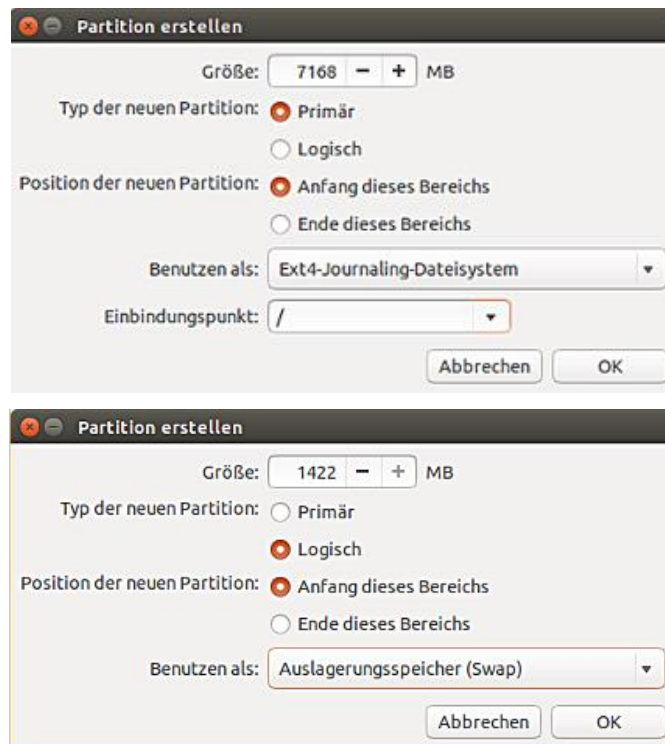 Partition erstellen
Größe: 7168 − + MB
Typ der neuen Partition: Primär
Logisch
Position der neuen Partition: Anfang dieses Bereichs
Ende dieses Bereichs
Benutzen als: Ext4-Journaling-Dateisystem
Einbindungspunkt: /
Abbrechen OK
Partition erstellen
Größe: 1422 − + MB
Typ der neuen Partition: Primär
Logisch
Position der neuen Partition: Anfang dieses Bereichs
Ende dieses Bereichs
Benutzen als: Auslagerungsspeicher (Swap)
Abbrechen OK